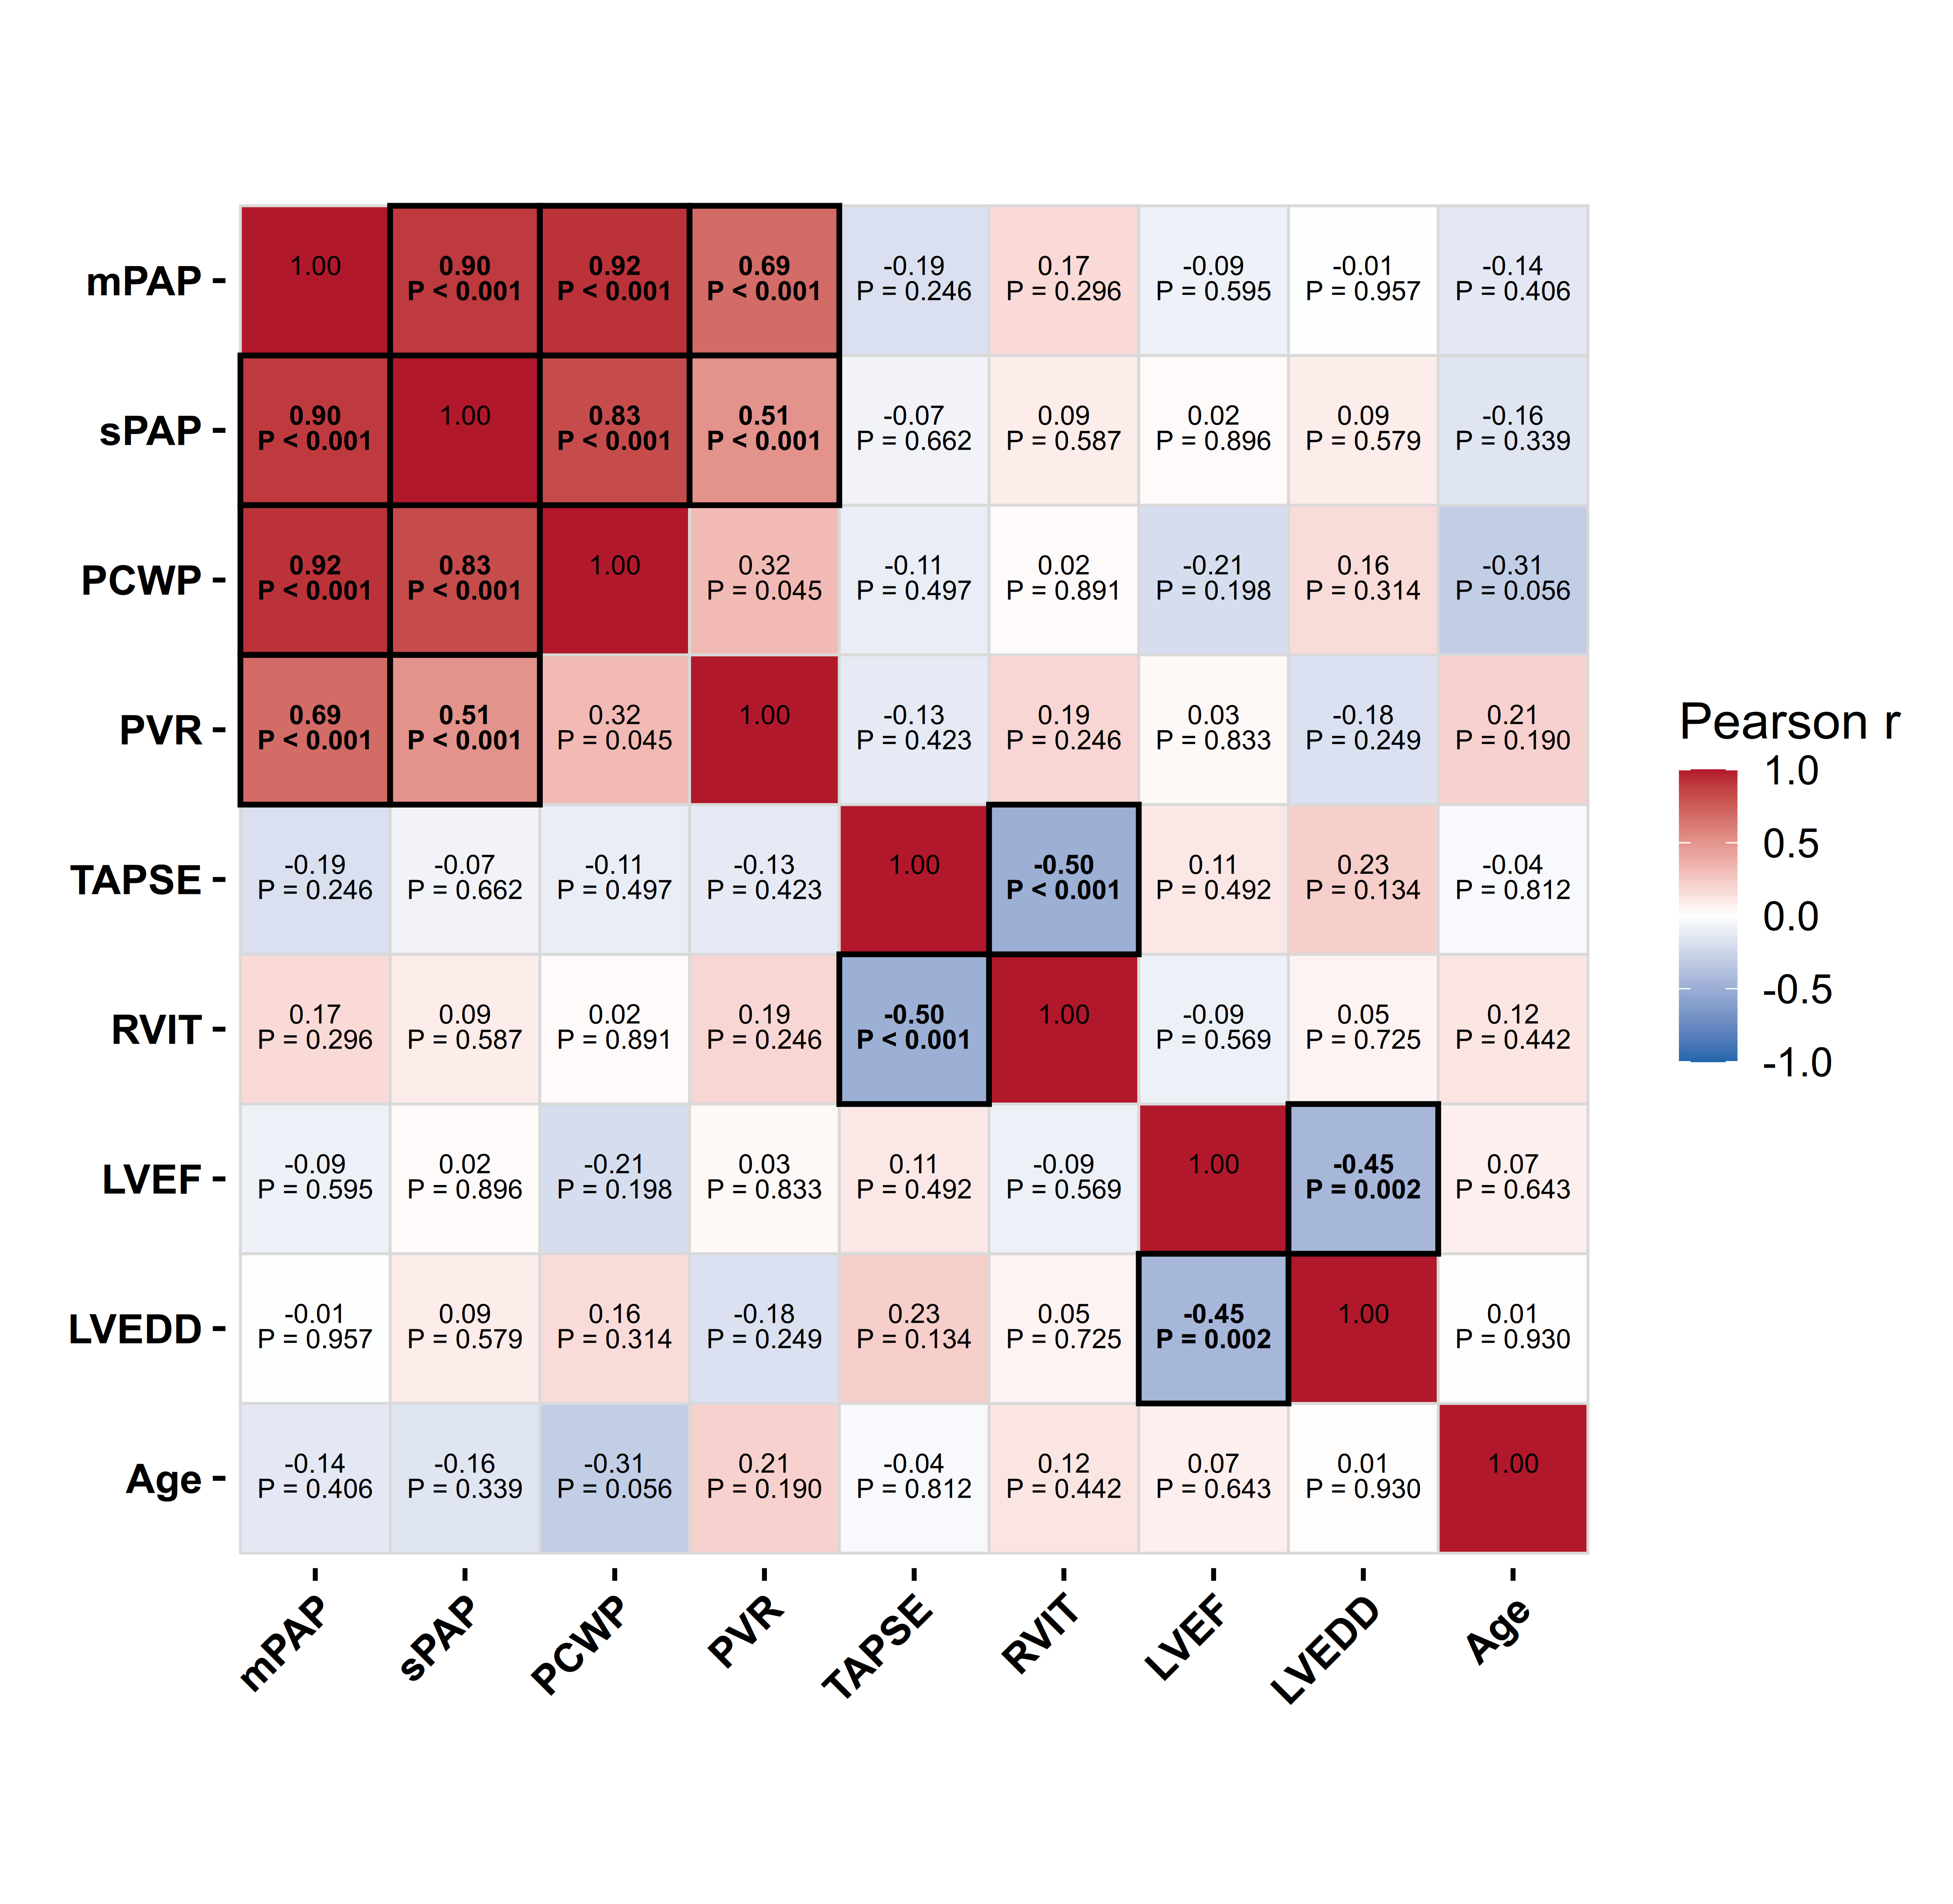 mPAP
1.00
0.90
P < 0.001
0.92
P < 0.001
0.69
P < 0.001
-0.19
P = 0.246
0.17
P = 0.296
-0.09
P = 0.595
-0.01
P = 0.957
-0.14
P = 0.406
sPAP
0.90
P < 0.001
1.00
0.83
P < 0.001
0.51
P < 0.001
-0.07
P = 0.662
0.09
P = 0.587
0.02
P = 0.896
0.09
P = 0.579
-0.16
P = 0.339
PCWP
0.92
P < 0.001
0.83
P < 0.001
1.00
0.32
P = 0.045
-0.11
P = 0.497
0.02
P = 0.891
-0.21
P = 0.198
0.16
P = 0.314
-0.31
P = 0.056
PVR
0.69
P < 0.001
0.51
P < 0.001
0.32
P = 0.045
1.00
-0.13
P = 0.423
0.19
P = 0.246
0.03
P = 0.833
-0.18
P = 0.249
0.21
P = 0.190
TAPSE
-0.19
P = 0.246
-0.07
P = 0.662
-0.11
P = 0.497
-0.13
P = 0.423
1.00
-0.50
P < 0.001
0.11
P = 0.492
0.23
P = 0.134
-0.04
P = 0.812
RVIT
0.17
P = 0.296
0.09
P = 0.587
0.02
P = 0.891
0.19
P = 0.246
-0.50
P < 0.001
1.00
-0.09
P = 0.569
0.05
P = 0.725
0.12
P = 0.442
LVEF
-0.09
P = 0.595
0.02
P = 0.896
-0.21
P = 0.198
0.03
P = 0.833
0.11
P = 0.492
-0.09
P = 0.569
1.00
-0.45
P = 0.002
0.07
P = 0.643
LVEDD
-0.01
P = 0.957
0.09
P = 0.579
0.16
P = 0.314
-0.18
P = 0.249
0.23
P = 0.134
0.05
P = 0.725
-0.45
P = 0.002
1.00
0.01
P = 0.930
Age
-0.14
P = 0.406
-0.16
P = 0.339
-0.31
P = 0.056
0.21
P = 0.190
-0.04
P = 0.812
0.12
P = 0.442
0.07
P = 0.643
0.01
P = 0.930
1.00
mPAP
sPAP
PCWP
PVR
TAPSE
RVIT
LVEF
LVEDD
Age
Pearson r
1.0
0.5
0.0
-0.5
-1.0